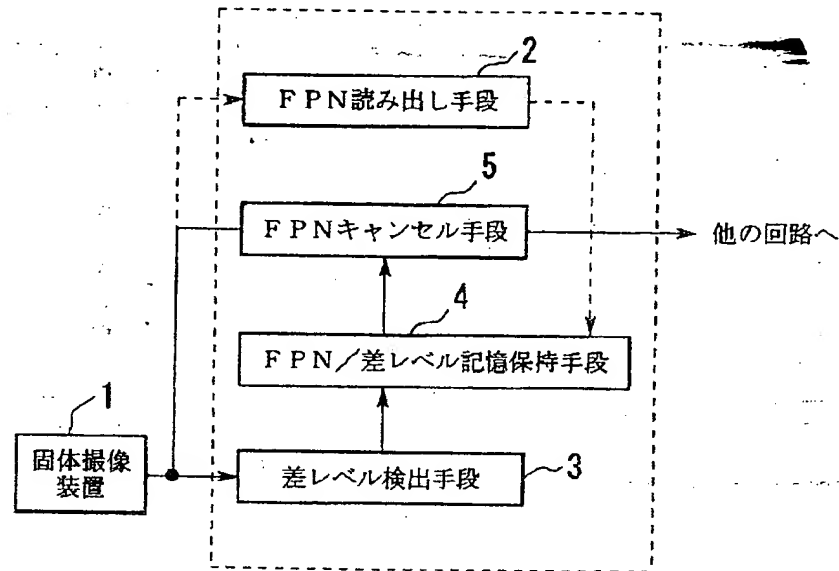 2
FPN読み出し手段
5
FPNキャンセル手段
他の回路へ
4
FPN/差レベル記憶保持手段
1
固体撮像
装置
差レベル検出手段
3